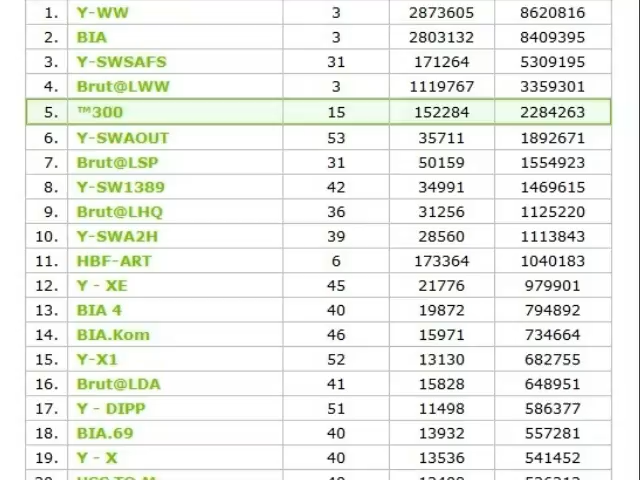 1. Y-WW 3 2873605 8620816
2. BIA 3 2803132 8409395
3. Y-SWSAFS 31 171264 5309195
4. Brut@LWW 3 1119767 3359301
5. ™300 15 152284 2284263
6. Y-SWAOUT 53 35711 1892671
7. Brut@LSP 31 50159 1554923
8. Y-SW1389 42 34991 1469615
9. Brut@LHQ 36 31256 1125220
10. Y-SWA2H 39 28560 1113843
11. HBF-ART 6 173364 1040183
12. Y - XE 45 21776 979901
13. BIA 4 40 19872 794892
14. BIA.Kom 46 15971 734664
15. Y-X1 52 13130 682755
16. Brut@LDA 41 15828 648951
17. Y - DIPP 51 11498 586377
18. BIA.69 40 13932 557281
19. Y - X 40 13536 541452